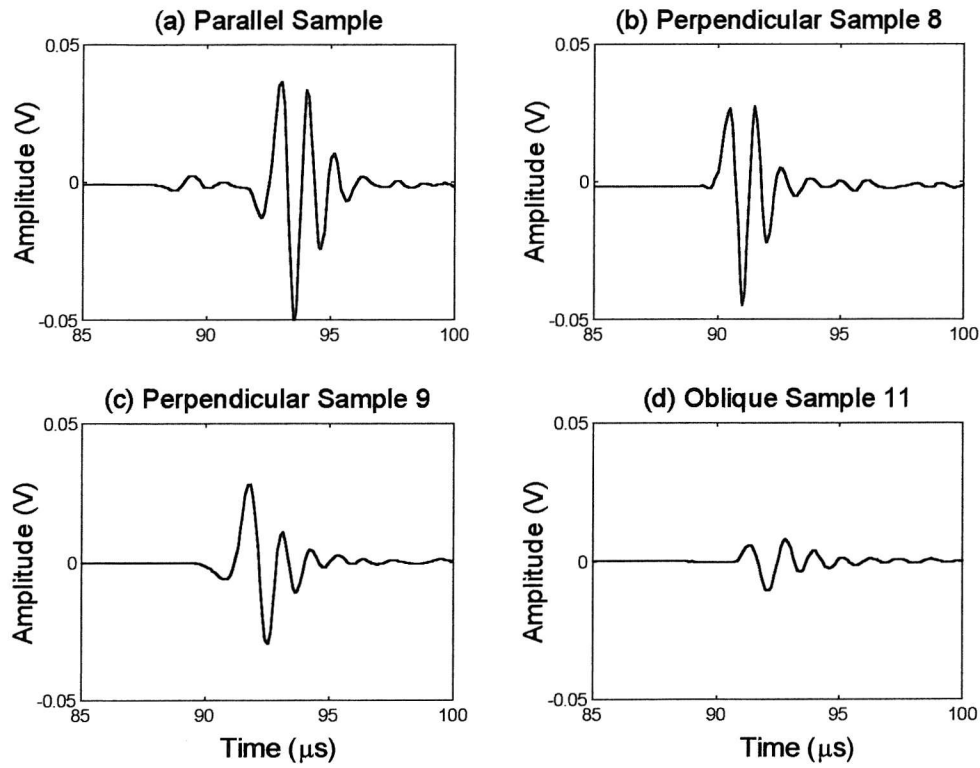 (a) Parallel Sample
0.05
0
-0.05
85 90 95 100
Amplitude (V)
(b) Perpendicular Sample 8
0.05
0
-0.05
85 90 95 100
Amplitude (V)
(c) Perpendicular Sample 9
0.05
0
-0.05
85 90 95 100
Amplitude (V)
Time (μs)
(d) Oblique Sample 11
0.05
0
-0.05
85 90 95 100
Amplitude (V)
Time (μs)